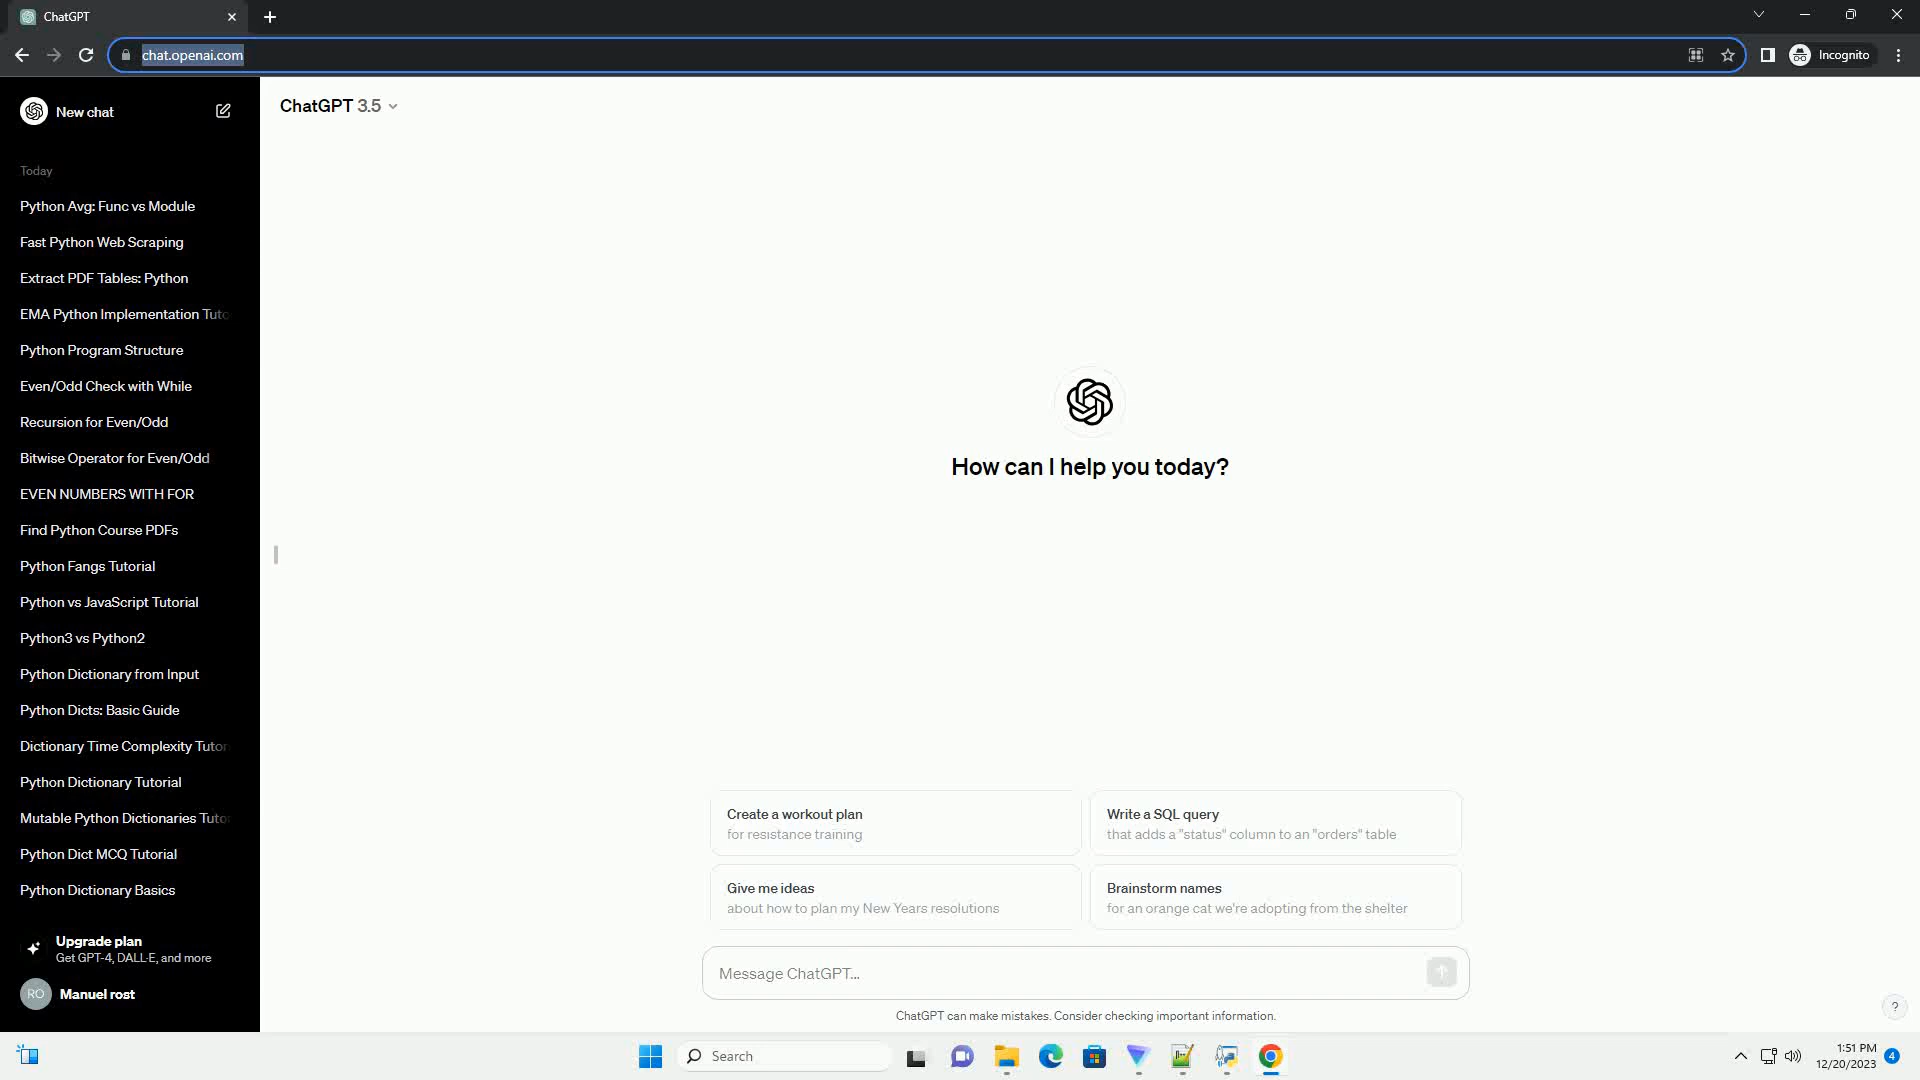 ChatGPT
chat.openai.com
Incognito
New chat
ChatGPT 3.5
Today
Python Avg: Func vs Module
Fast Python Web Scraping
Extract PDF Tables: Python
EMA Python Implementation Tuto
Python Program Structure
Even/Odd Check with While
Recursion for Even/Odd
Bitwise Operator for Even/Odd
EVEN NUMBERS WITH FOR
Find Python Course PDFs
Python Fangs Tutorial
Python vs JavaScript Tutorial
Python3 vs Python2
Python Dictionary from Input
Python Dicts: Basic Guide
Dictionary Time Complexity Tutor
Python Dictionary Tutorial
Mutable Python Dictionaries Tutor
Python Dict MCQ Tutorial
Python Dictionary Basics
Upgrade plan
Get GPT-4, DALL·E, and more
RO
Manuel rost
How can I help you today?
Create a workout plan
for resistance training
Write a SQL query
that adds a "status" column to an "orders" table
Give me ideas
about how to plan my New Years resolutions
Brainstorm names
for an orange cat we're adopting from the shelter
Message ChatGPT...
ChatGPT can make mistakes. Consider checking important information.
?
Search
1:51 PM
12/20/2023
4